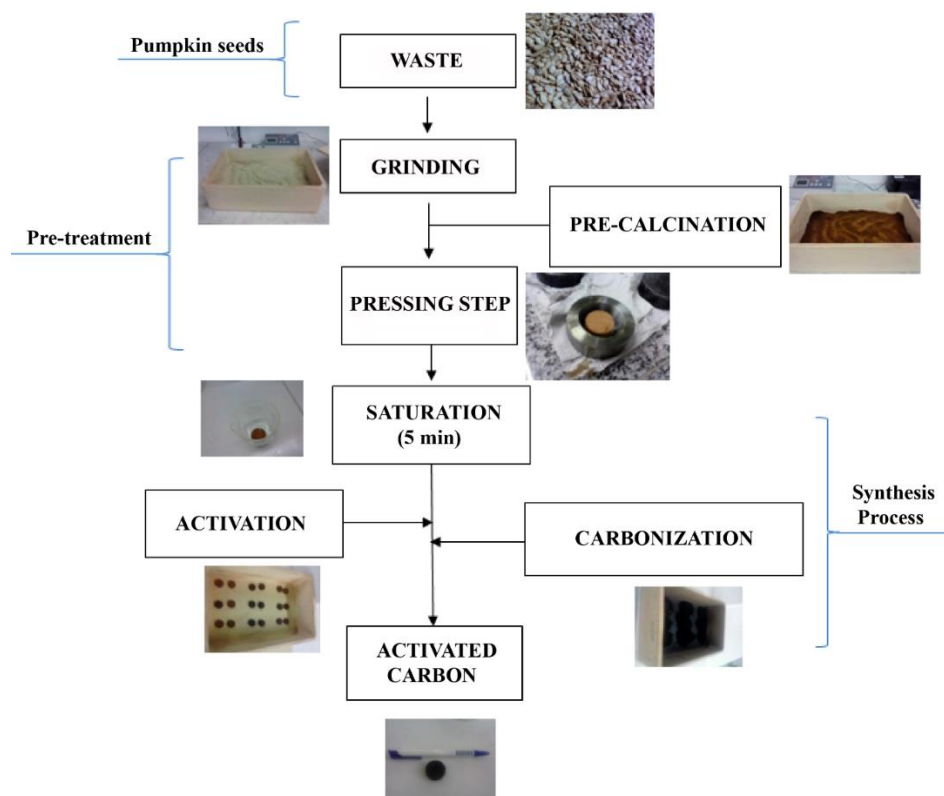 Pumpkin seeds
WASTE
GRINDING
Pre-treatment
PRE-CALCINATION
PRESSING STEP
SATURATION
(5 min)
Synthesis
Process
ACTIVATION
CARBONIZATION
ACTIVATED
CARBON